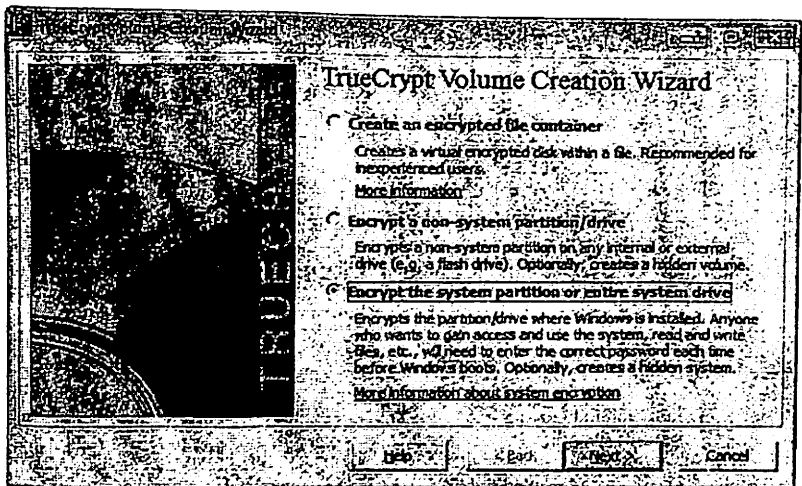 TrueCrypt Volume Creation Wizard
TrueCrypt Volume Creation Wizard
Create an encrypted file container
Creates a virtual encrypted disk within a file. Recommended for
inexperienced users.
More information
Encrypt a non-system partition/drive
Encrypts a non-system partition on any internal or external
drive (e.g. a flash drive). Optionally, creates a hidden volume.
Encrypt the system partition or entire system drive
Encrypts the partition/drive where Windows is installed. Anyone
who wants to gain access and use the system, read and write
files, etc., will need to enter the correct password each time
before Windows boots. Optionally, creates a hidden system.
More information about system encryption
Help
< Back
Next >
Cancel